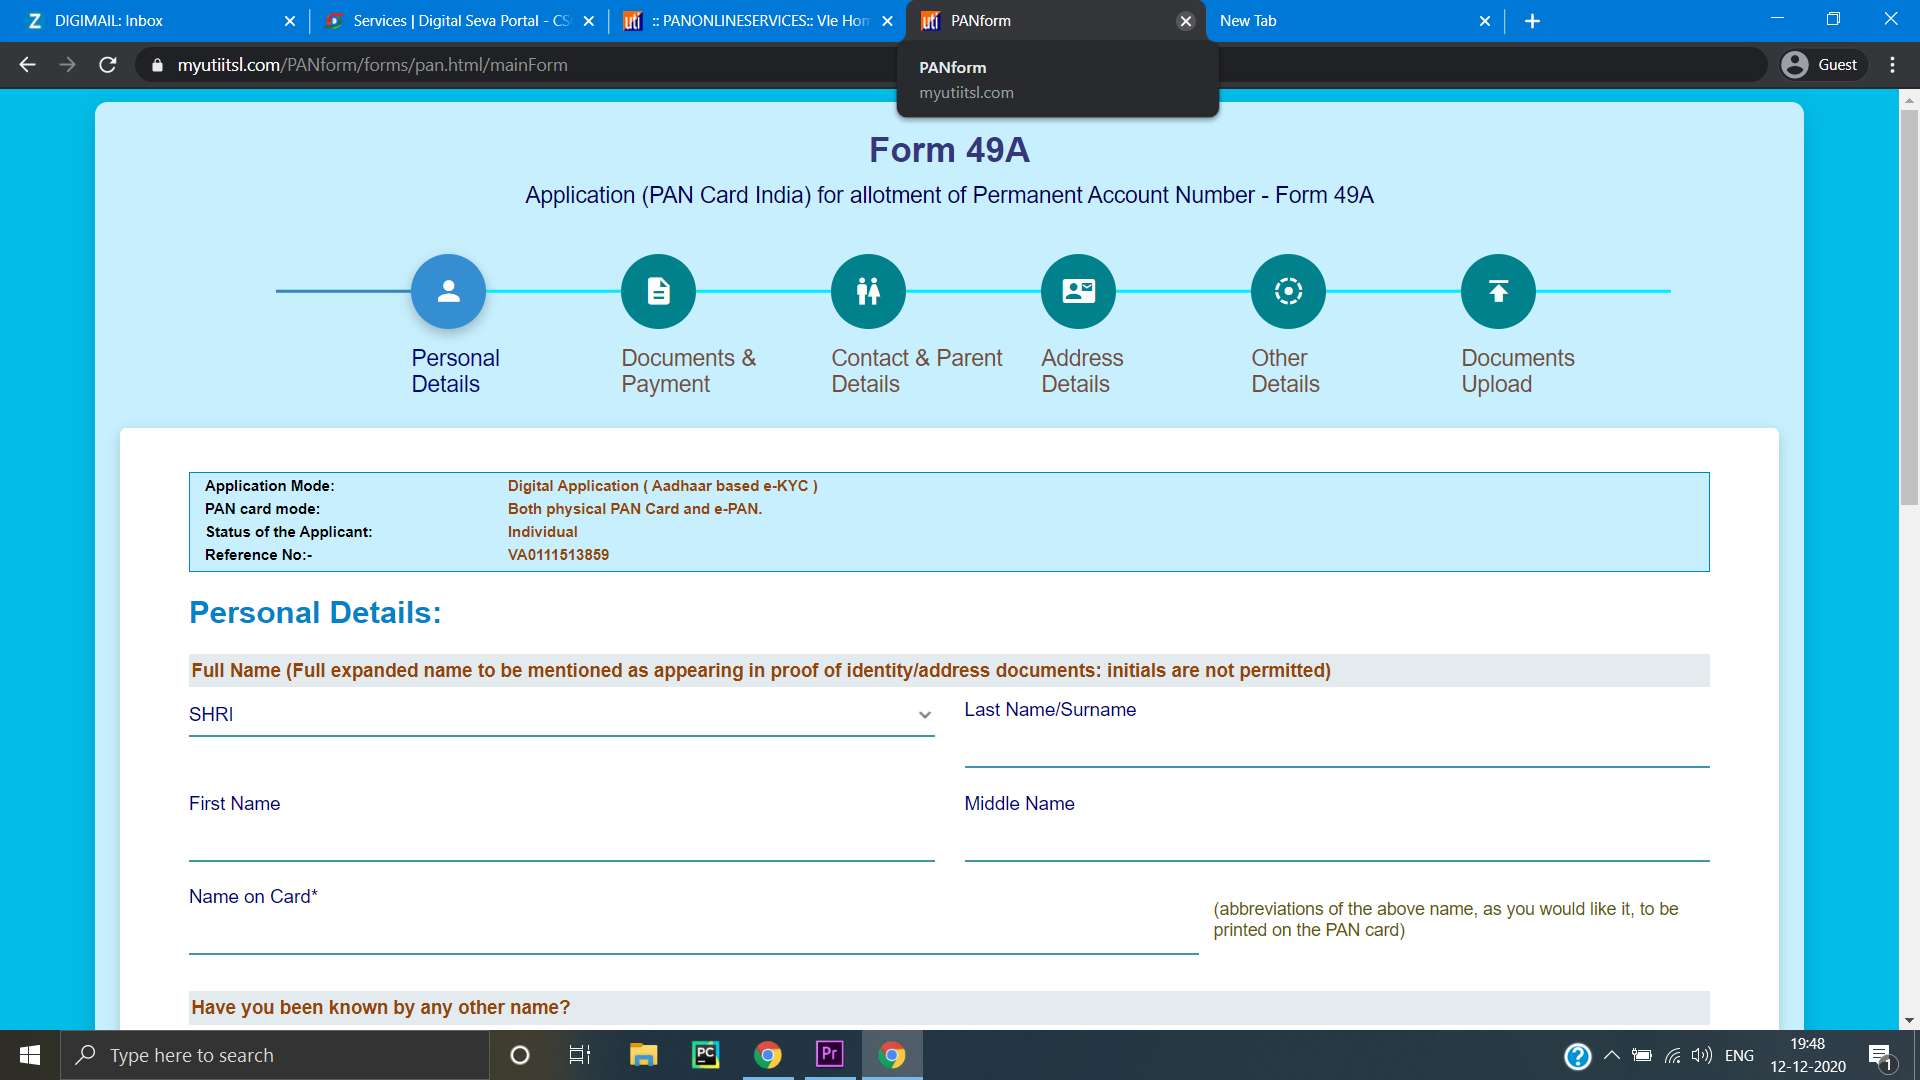 DIGIMAIL: Inbox
Services | Digital Seva Portal - CS
:: PANONLINESERVICES:: Vle Hom
PANform
New Tab
myutiitsl.com/PANform/forms/pan.html/mainForm
Guest
PANform
myutiitsl.com
Form 49A
Application (PAN Card India) for allotment of Permanent Account Number - Form 49A
Personal
Details
Documents &
Payment
Contact & Parent
Details
Address
Details
Other
Details
Documents
Upload
Application Mode: Digital Application ( Aadhaar based e-KYC )
PAN card mode: Both physical PAN Card and e-PAN.
Status of the Applicant: Individual
Reference No:- VA0111513859
Personal Details:
Full Name (Full expanded name to be mentioned as appearing in proof of identity/address documents: initials are not permitted)
SHRI
Last Name/Surname
First Name
Middle Name
Name on Card*
(abbreviations of the above name, as you would like it, to be
printed on the PAN card)
Have you been known by any other name?
Type here to search
PC
Pr
ENG
19:48
12-12-2020
1